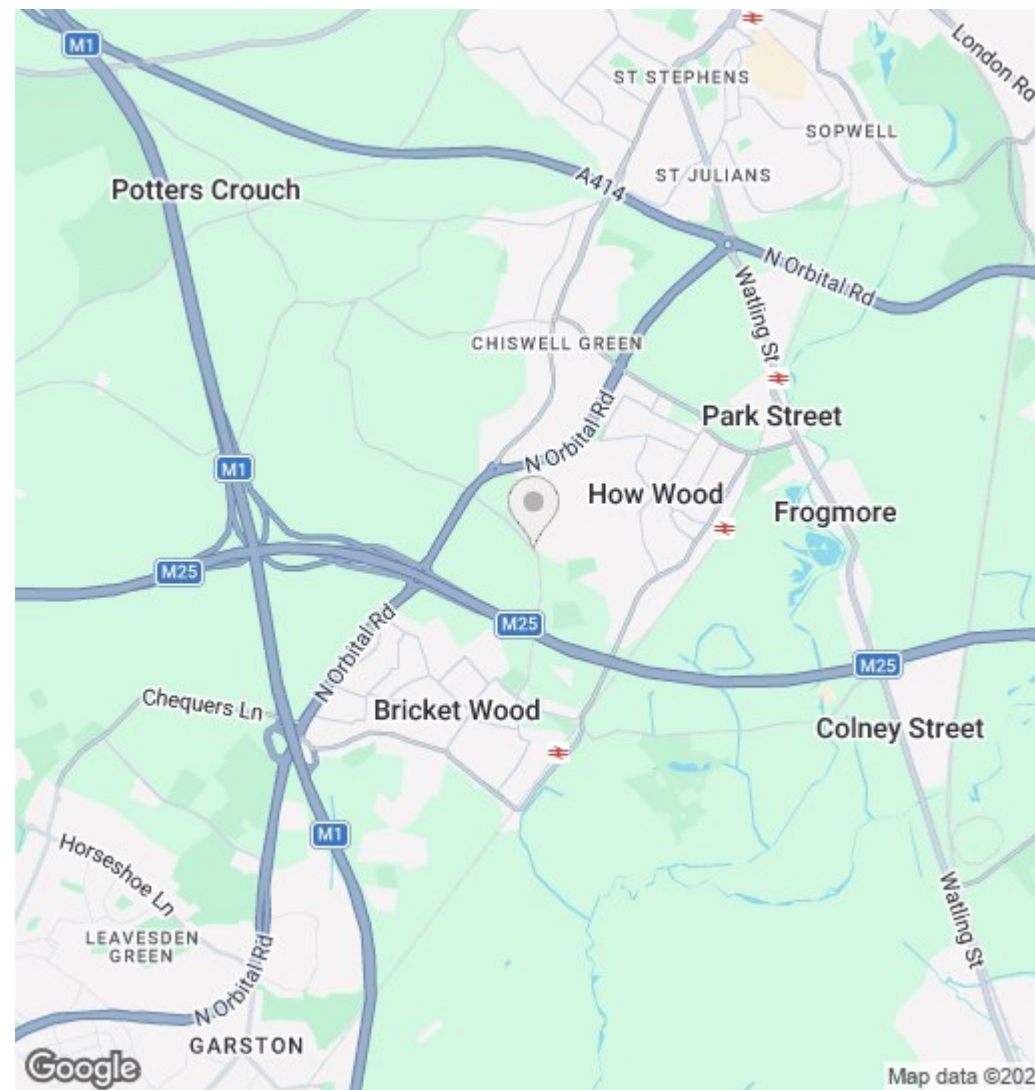 M1
London Rd
ST STEPHENS
SOPWELL
ST JULIANS
A414
Potters Crouch
N Orbital Rd
Watling St
CHISWELL GREEN
Park Street
N Orbital Rd
M1
How Wood
Frogmore
M25
M25
M25
N Orbital Rd
Chequers Ln
Bricket Wood
Colney Street
M1
Horseshoe Ln
Watling St
LEAVESDEN
GREEN
N Orbital Rd
GARSTON
Google
Map data ©202